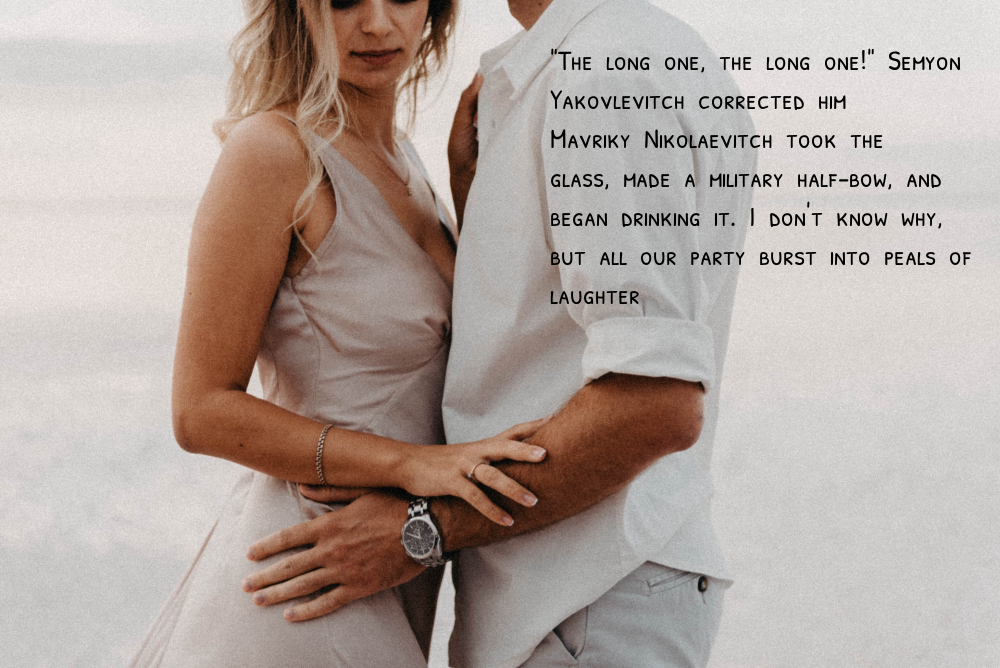 "The long one, the long one!" Semyon
Yakovlevitch corrected him
Mavriky Nikolaevitch took the
glass, made a military half-bow, and
began drinking it. I don't know why,
but all our party burst into peals of
laughter